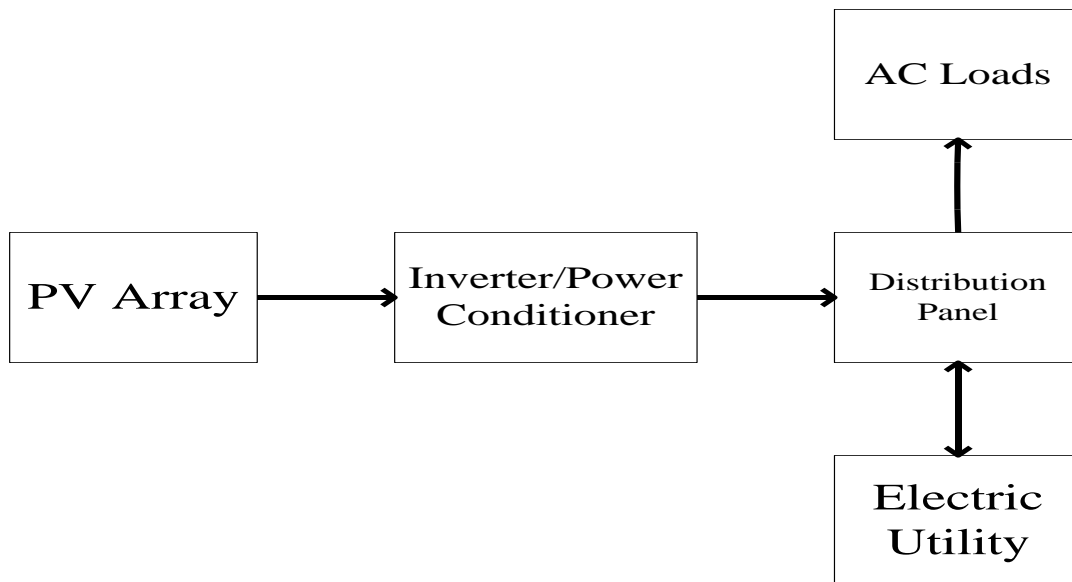 AC Loads
PV Array
Inverter/Power
Conditioner
Distribution
Panel
Electric
Utility